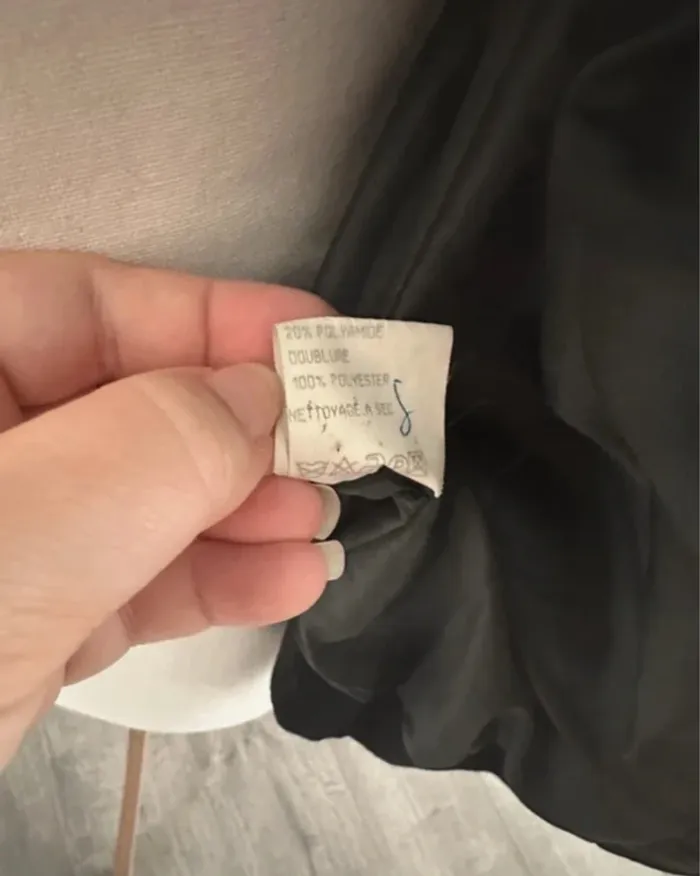 20% POLYAMIDE
DOUBLURE
100% POLYESTER
NETTOYAGE A SEC